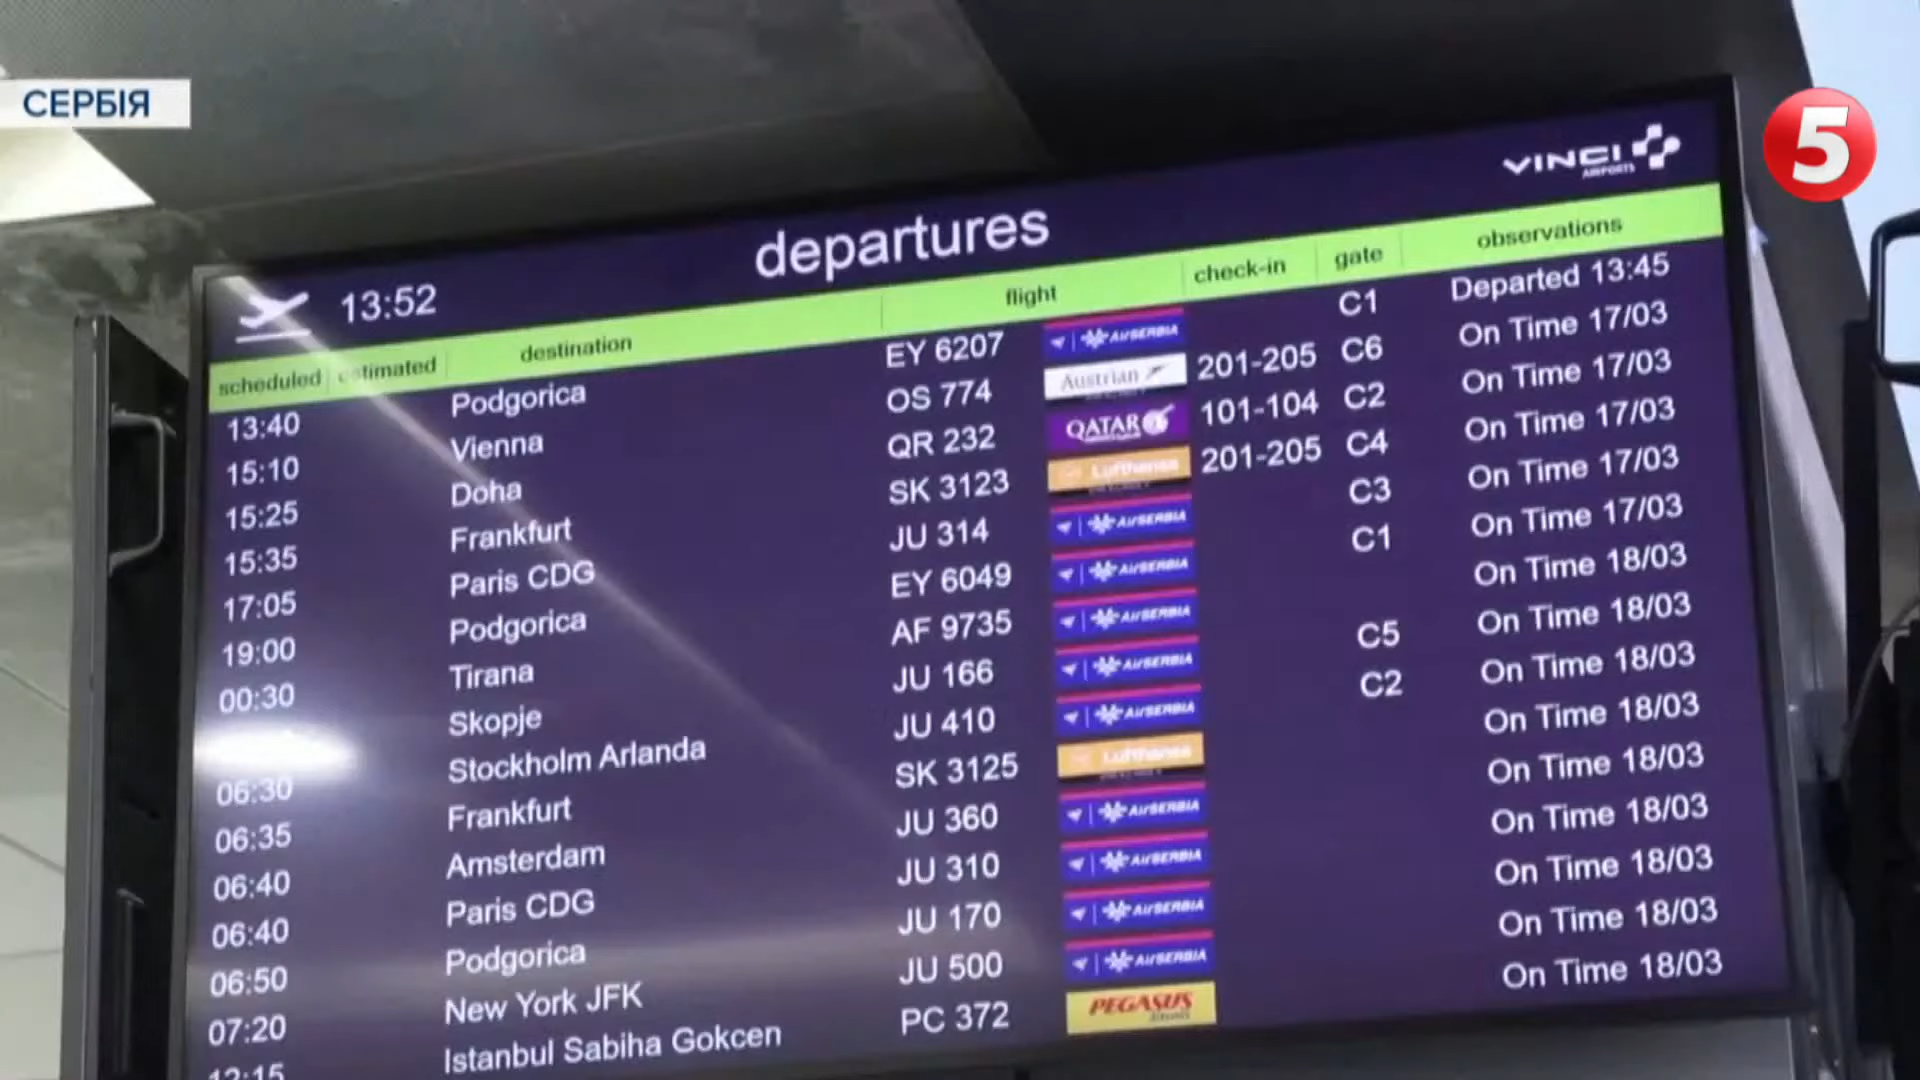 СЕРБІЯ
5
VINCI
AIRPORTS
13:52 departures
scheduled estimated destination flight check-in gate observations
13:40 Podgorica EY 6207 AIRSERBIA C1 Departed 13:45
15:10 Vienna OS 774 Austrian 201-205 C6 On Time 17/03
15:25 Doha QR 232 QATAR 101-104 C2 On Time 17/03
15:35 Frankfurt SK 3123 Lufthansa 201-205 C4 On Time 17/03
17:05 Paris CDG JU 314 AIRSERBIA C3 On Time 17/03
19:00 Podgorica EY 6049 AIRSERBIA C1 On Time 17/03
00:30 Tirana AF 9735 AIRSERBIA On Time 18/03
Skopje JU 166 AIRSERBIA C5 On Time 18/03
06:30 Stockholm Arlanda JU 410 AIRSERBIA C2 On Time 18/03
06:35 Frankfurt SK 3125 Lufthansa On Time 18/03
06:40 Amsterdam JU 360 AIRSERBIA On Time 18/03
06:40 Paris CDG JU 310 AIRSERBIA On Time 18/03
06:50 Podgorica JU 170 AIRSERBIA On Time 18/03
07:20 New York JFK JU 500 AIRSERBIA On Time 18/03
12:15 Istanbul Sabiha Gokcen PC 372 PEGASUS On Time 18/03